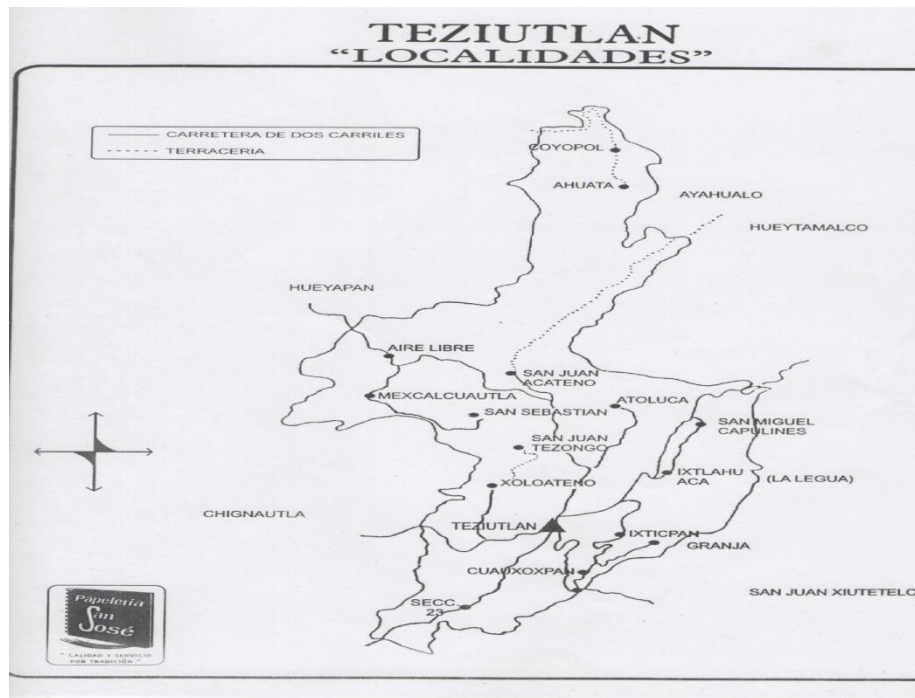 TEZIUTLAN
“LOCALIDADES”
CARRETERA DE DOS CARRILES
TERRACERIA
COYOPOL
AHUATA
AYAHUALO
HUEYTAMALCO
HUEYAPAN
AIRE LIBRE
SAN JUAN
ACATENO
MEXCALCUAUTLA
ATOLUCA
SAN SEBASTIAN
SAN MIGUEL
CAPULINES
SAN JUAN
TEZONGO
IXTLAHU
ACA
XOLOATENO
(LA LEGUA)
CHIGNAUTLA
TEZIUTLAN
IXTICPAN
GRANJA
CUAUXOXPAN
SAN JUAN XIUTETELO
SECC.
23
Papelería
San
José
" CALIDAD Y SERVICIO
POR TRADICIÓN "